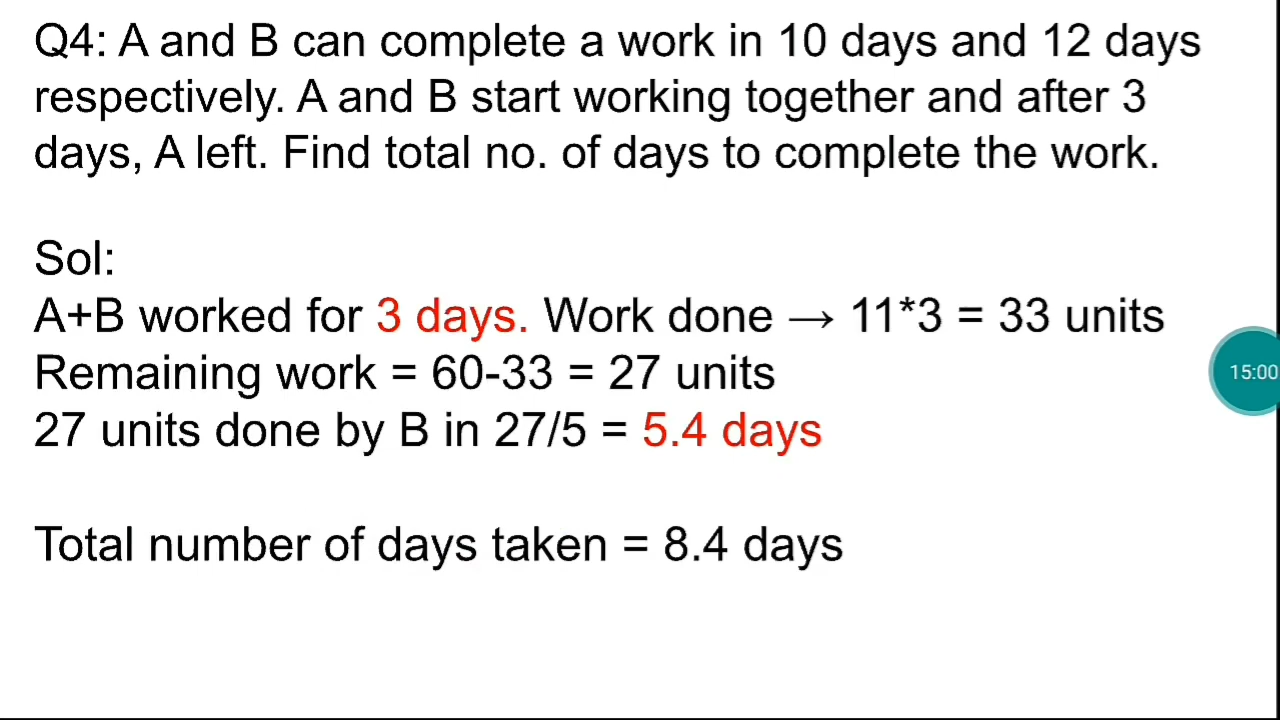 Q4: A and B can complete a work in 10 days and 12 days
respectively. A and B start working together and after 3
days, A left. Find total no. of days to complete the work.
Sol:
A+B worked for 3 days. Work done → 11*3 = 33 units
Remaining work = 60-33 = 27 units
15:00
27 units done by B in 27/5 = 5.4 days
Total number of days taken = 8.4 days